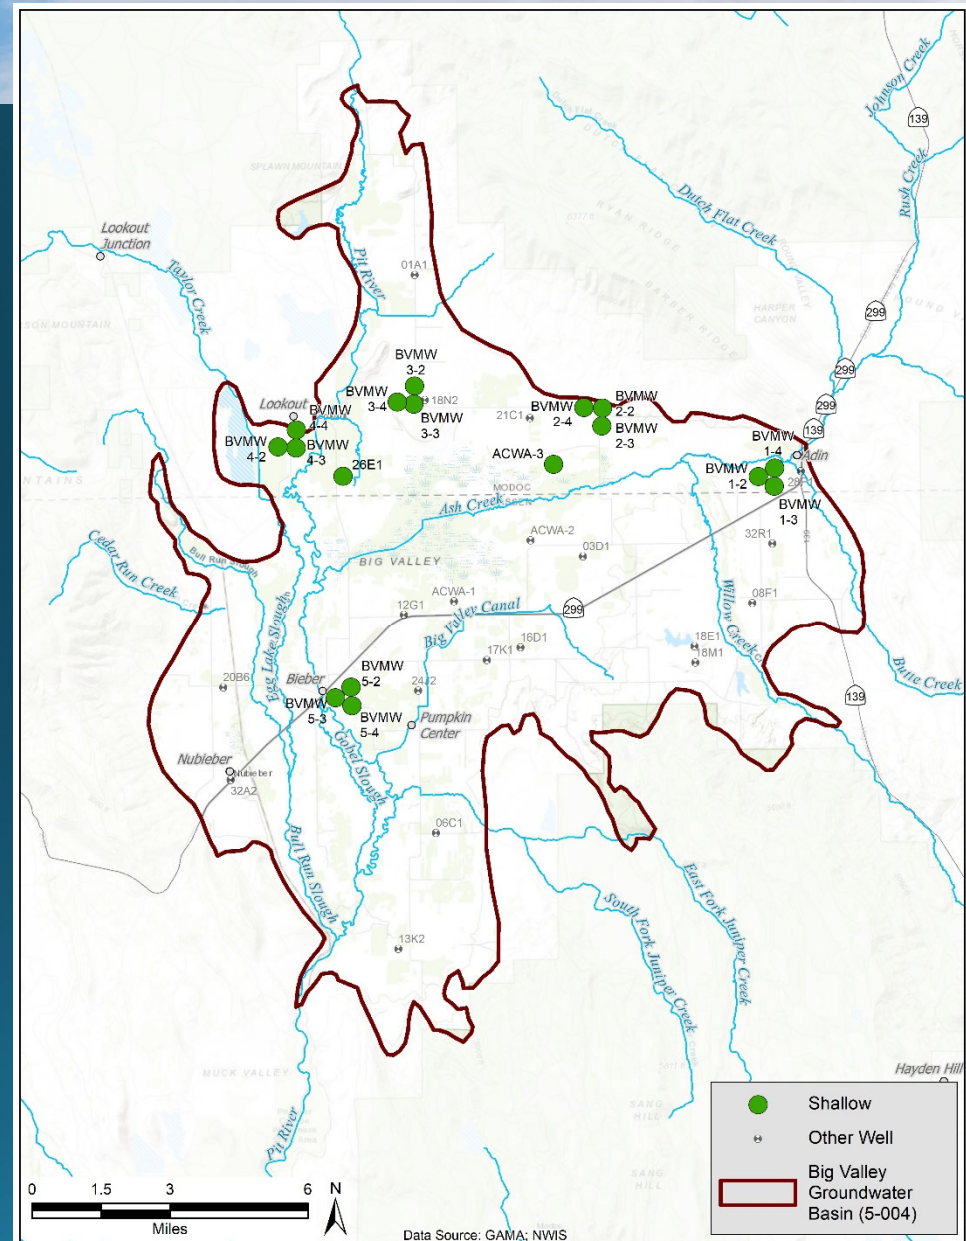 Johnson Creek
139
SPLAWN MOUNTAIN
Rush Creek
Dutch Flat Creek
RYAN RIDGE
BARBER RIDGE
Lookout
Junction
Taylor Creek
Pit River
01A1
HARPER
CANYON
299
299
BVMW
3-2
BVMW
3-4
18N2
BVMW
3-3
299
139
Lookout
BVMW
4-4
BVMW
4-2
BVMW
4-3
26E1
21C1
BVMW
2-4
BVMW
2-2
BVMW
2-3
ACWA-3
BVMW
1-4
Adin
BVMW
1-2
BVMW
1-3
MODOC
Ash Creek
32R1
ACWA-2
03D1
BIG VALLEY
Bull Run Slough
Cedar Run Creek
Egg Lake Slough
ACWA-1
12G1
Big Valley Canal
299
08F1
Willow Creek
16D1
17K1
18E1
18M1
Butte Creek
139
20B6
Bieber
BVMW
5-2
BVMW
5-3
BVMW
5-4
24J2
Pumpkin
Center
Gobel Slough
Nubieber
Nubieber
32A2
06C1
Bull Run Slough
East Fork Juniper Creek
South Fork Juniper Creek
13K2
MUCK VALLEY
Pit River
Hayden Hill
SAND
HILL
Shallow
Other Well
Big Valley
Groundwater
Basin (5-004)
0 1.5 3 6
Miles
N
Data Source: GAMA; NWIS